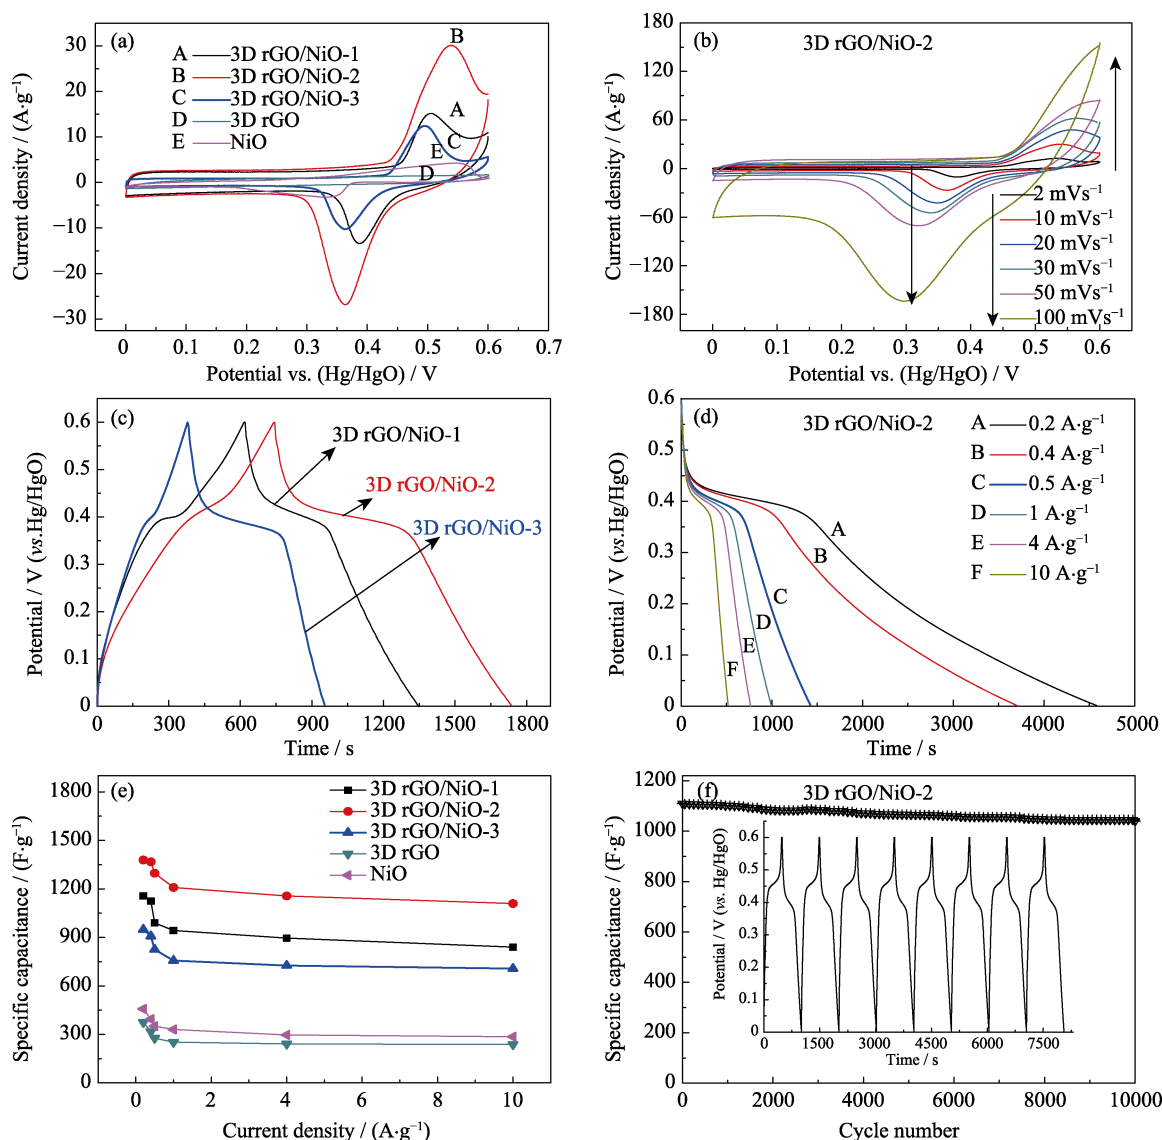 (a)
A 3D rGO/NiO-1
B 3D rGO/NiO-2
C 3D rGO/NiO-3
D 3D rGO
E NiO
B
A
C
E
D
30
20
10
0
−10
−20
−30
Current density / (A·g⁻¹)
0 0.1 0.2 0.3 0.4 0.5 0.6 0.7
Potential vs. (Hg/HgO) / V
(b) 3D rGO/NiO-2
180
120
60
0
−60
−120
−180
Current density / (A·g⁻¹)
2 mVs⁻¹
10 mVs⁻¹
20 mVs⁻¹
30 mVs⁻¹
50 mVs⁻¹
100 mVs⁻¹
0 0.1 0.2 0.3 0.4 0.5 0.6
Potential vs. (Hg/HgO) / V
(c)
3D rGO/NiO-1
3D rGO/NiO-2
3D rGO/NiO-3
0.6
0.5
0.4
0.3
0.2
0.1
0
Potential / V (vs.Hg/HgO)
0 300 600 900 1200 1500 1800
Time / s
(d) 3D rGO/NiO-2
A 0.2 A·g⁻¹
B 0.4 A·g⁻¹
C 0.5 A·g⁻¹
D 1 A·g⁻¹
E 4 A·g⁻¹
F 10 A·g⁻¹
A
B
C
D
E
F
0.6
0.5
0.4
0.3
0.2
0.1
0
Potential / V (vs.Hg/HgO)
0 1000 2000 3000 4000 5000
Time / s
(e)
3D rGO/NiO-1
3D rGO/NiO-2
3D rGO/NiO-3
3D rGO
NiO
1800
1500
1200
900
600
300
0
Specific capacitance / (F·g⁻¹)
0 2 4 6 8 10
Current density / (A·g⁻¹)
(f) 3D rGO/NiO-2
1200
1000
800
600
400
200
0
Specific capacitance / (F·g⁻¹)
0.6
0.5
0.4
0.3
0.2
0.1
0
Potential / V (vs. Hg/HgO)
0 1500 3000 4500 6000 7500
Time / s
0 2000 4000 6000 8000 10000
Cycle number